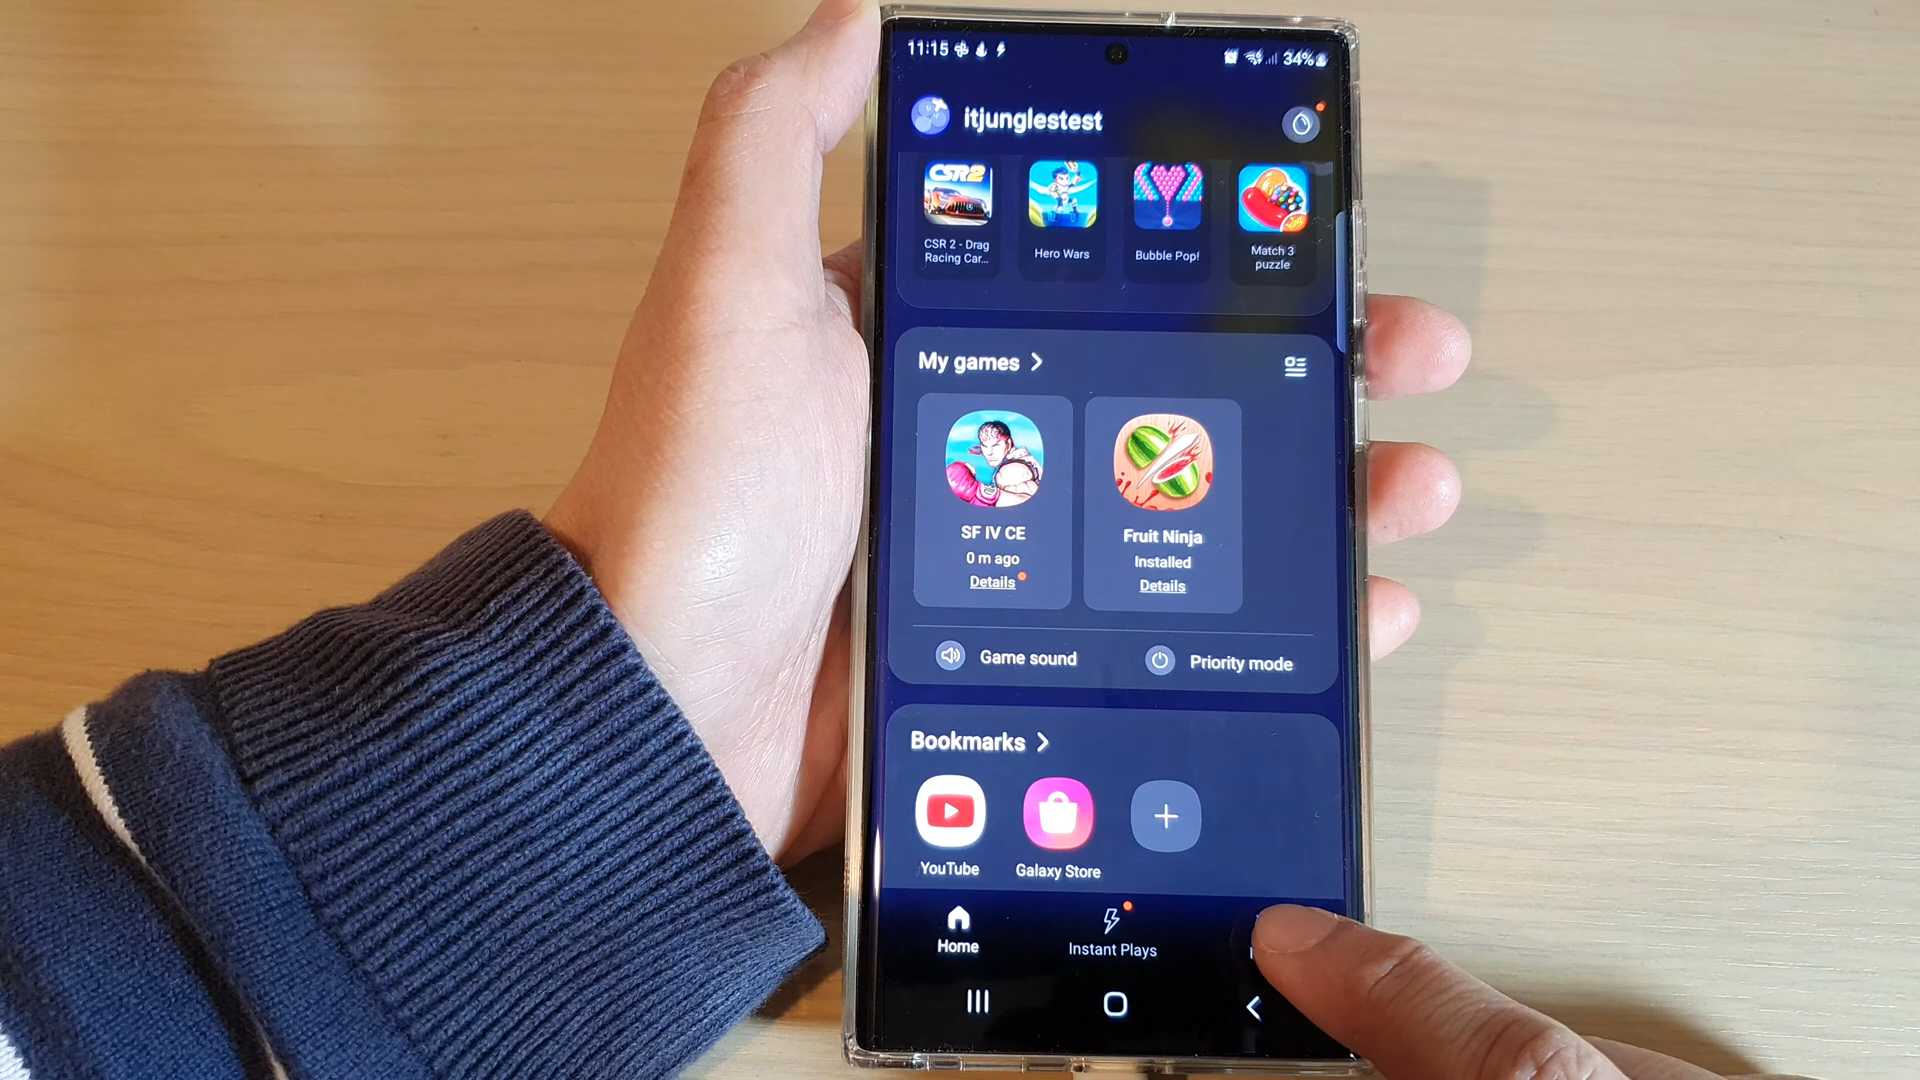 11:15
34%
itjunglestest
CSR2
CSR 2 - Drag
Racing Car...
Hero Wars
Bubble Pop!
Match 3
puzzle
My games
SF IV CE
0 m ago
Details
Fruit Ninja
Installed
Details
Game sound
Priority mode
Bookmarks
YouTube
Galaxy Store
Home
Instant Plays